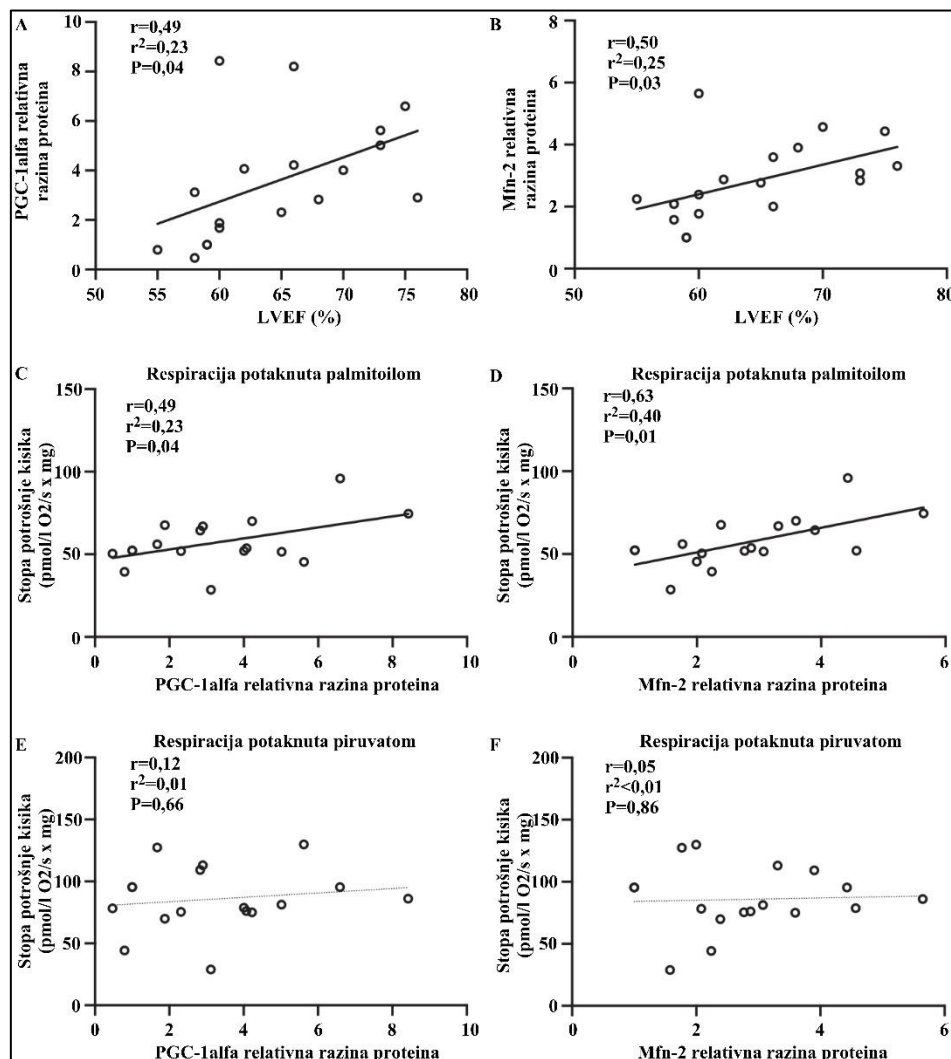 A
r=0,49
r²=0,23
P=0,04
PGC-1alfa relativna
razina proteina
10
8
6
4
2
0
50 55 60 65 70 75 80
LVEF (%)
B
r=0,50
r²=0,25
P=0,03
Mfn-2 relativna
razina proteina
8
6
4
2
0
50 60 70 80
LVEF (%)
C
Respiracija potaknuta palmitoilom
r=0,49
r²=0,23
P=0,04
Stopa potrošnje kisika
(pmol/l O2/s x mg)
150
100
50
0
0 2 4 6 8 10
PGC-1alfa relativna razina proteina
D
Respiracija potaknuta palmitoilom
r=0,63
r²=0,40
P=0,01
Stopa potrošnje kisika
(pmol/l O2/s x mg)
150
100
50
0
0 2 4 6
Mfn-2 relativna razina proteina
E
Respiracija potaknuta piruvatom
r=0,12
r²=0,01
P=0,66
Stopa potrošnje kisika
(pmol/l O2/s x mg)
200
150
100
50
0
0 2 4 6 8 10
PGC-1alfa relativna razina proteina
F
Respiracija potaknuta piruvatom
r=0,05
r²<0,01
P=0,86
Stopa potrošnje kisika
(pmol/l O2/s x mg)
200
150
100
50
0
0 2 4 6
Mfn-2 relativna razina proteina